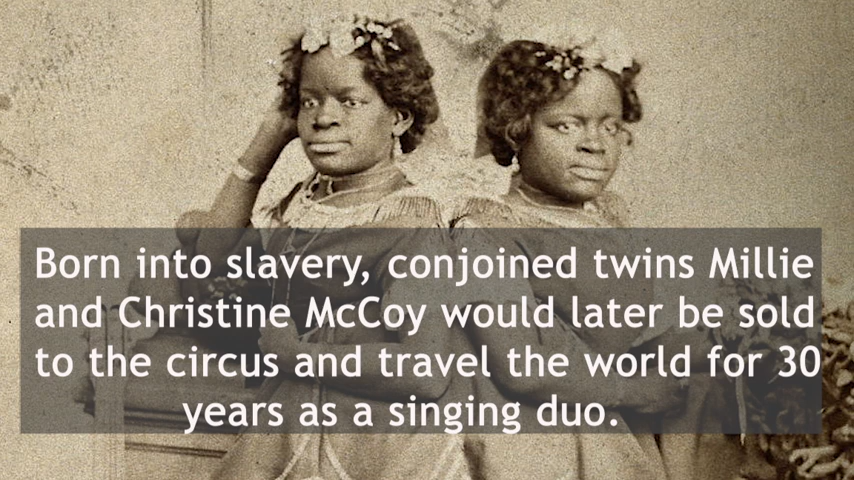 Born into slavery, conjoined twins Millie
and Christine McCoy would later be sold
to the circus and travel the world for 30
years as a singing duo.